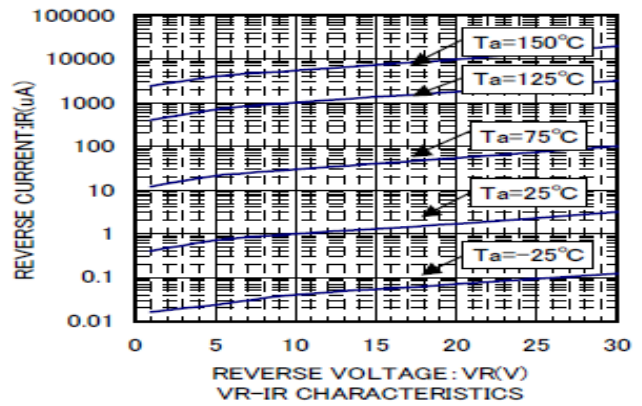 100000
10000
1000
100
10
1
0.1
0.01
REVERSE CURRENT:IR(uA)
Ta=150℃
Ta=125℃
Ta=75℃
Ta=25℃
Ta=-25℃
0 5 10 15 20 25 30
REVERSE VOLTAGE:VR(V)
VR-IR CHARACTERISTICS